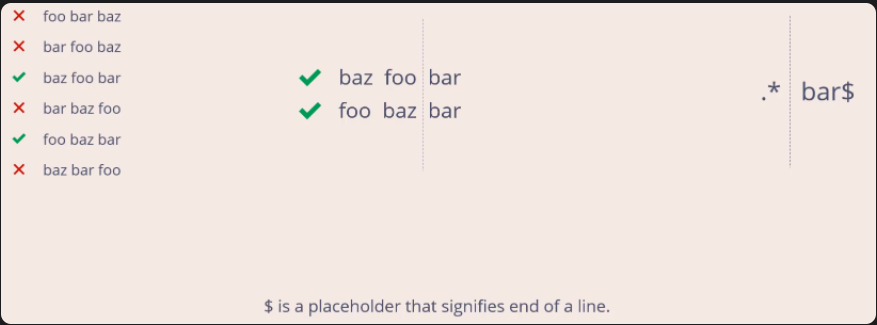 foo bar baz
bar foo baz
baz foo bar
bar baz foo
foo baz bar
baz bar foo
baz foo bar
foo baz bar
.* bar$
$ is a placeholder that signifies end of a line.